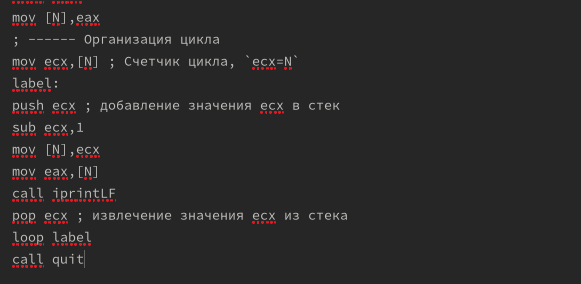 mov [N],eax
; ------ Организация цикла
mov ecx,[N] ; Счетчик цикла, `ecx=N`
label:
push ecx ; добавление значения ecx в стек
sub ecx,1
mov [N],ecx
mov eax,[N]
call iprintLF
pop ecx ; извлечение значения ecx из стека
loop label
call quit